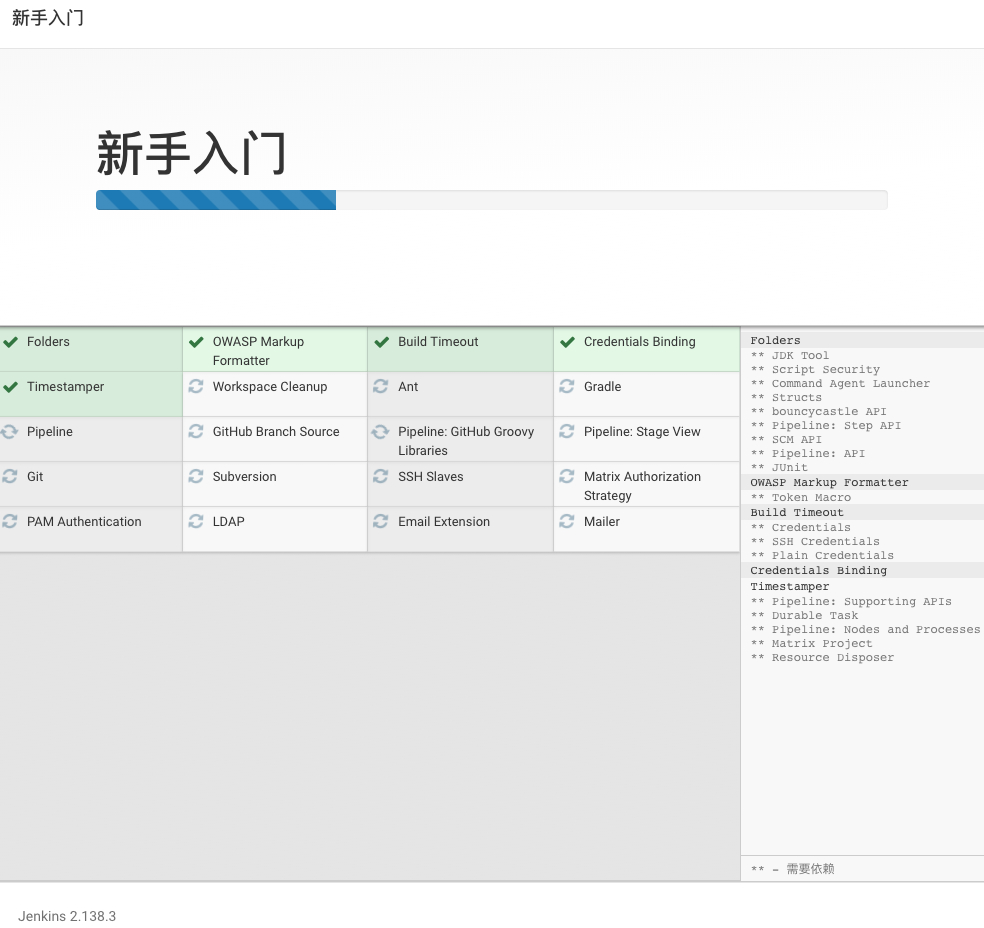 新手入门
新手入门
Folders
OWASP Markup
Formatter
Build Timeout
Credentials Binding
Timestamper
Workspace Cleanup
Ant
Gradle
Pipeline
GitHub Branch Source
Pipeline: GitHub Groovy
Libraries
Pipeline: Stage View
Git
Subversion
SSH Slaves
Matrix Authorization
Strategy
PAM Authentication
LDAP
Email Extension
Mailer
Folders
** JDK Tool
** Script Security
** Command Agent Launcher
** Structs
** bouncycastle API
** Pipeline: Step API
** SCM API
** Pipeline: API
** JUnit
OWASP Markup Formatter
** Token Macro
Build Timeout
** Credentials
** SSH Credentials
** Plain Credentials
Credentials Binding
Timestamper
** Pipeline: Supporting APIs
** Durable Task
** Pipeline: Nodes and Processes
** Matrix Project
** Resource Disposer
** - 需要依赖
Jenkins 2.138.3